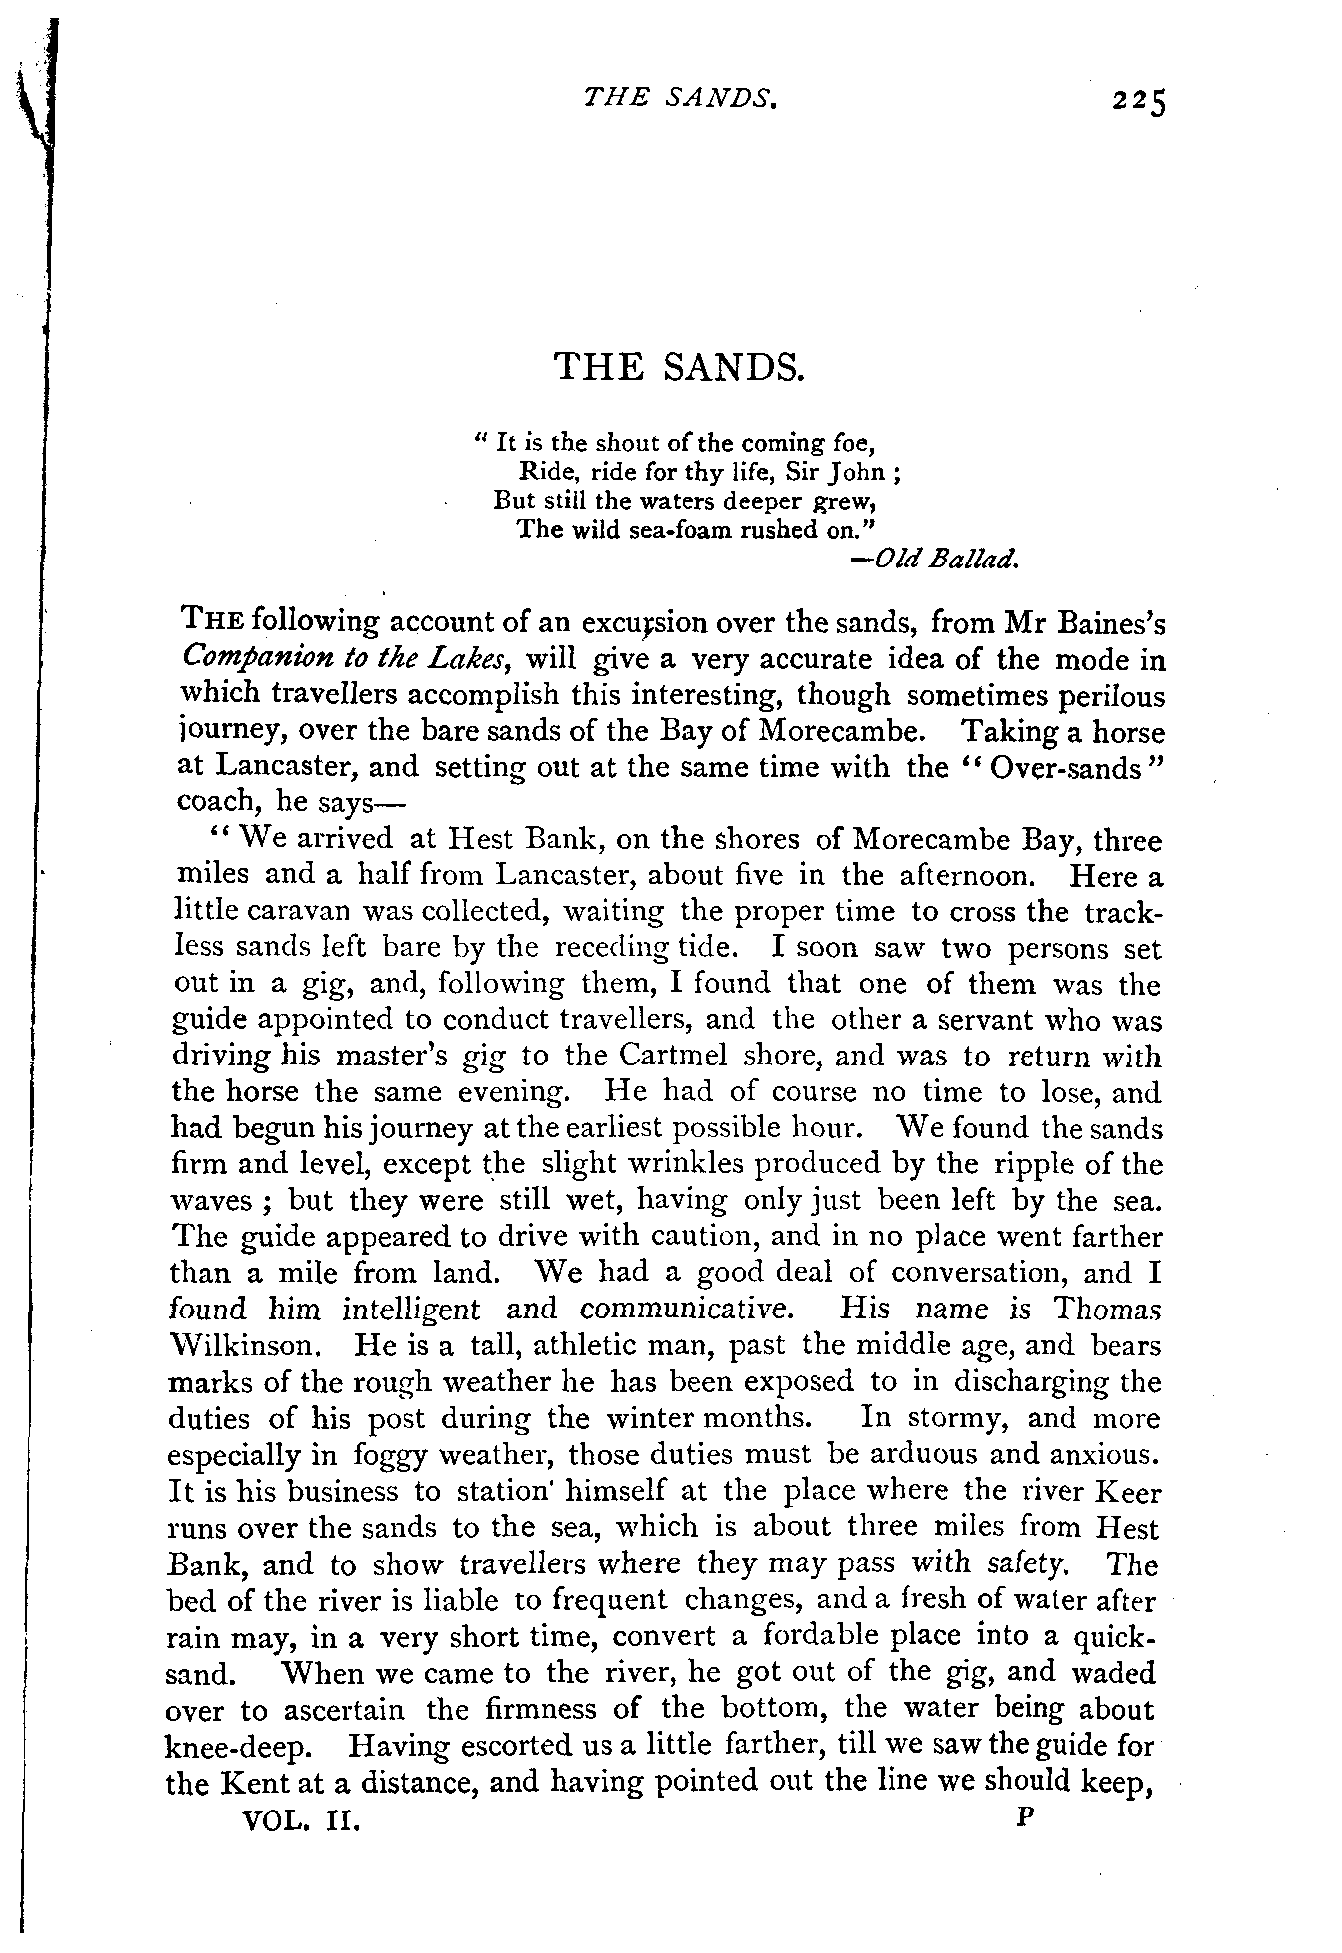 THE SANDS. 225
THE SANDS.
“ It is the shout of the coming foe,
Ride, ride for thy life, Sir John ;
But still the waters deeper grew,
The wild sea-foam rushed on.”
—Old Ballad.
THE following account of an excursion over the sands, from Mr Baines’s
Companion to the Lakes, will give a very accurate idea of the mode in
which travellers accomplish this interesting, though sometimes perilous
journey, over the bare sands of the Bay of Morecambe. Taking a horse
at Lancaster, and setting out at the same time with the “ Over-sands ”
coach, he says—
“ We arrived at Hest Bank, on the shores of Morecambe Bay, three
miles and a half from Lancaster, about five in the afternoon. Here a
little caravan was collected, waiting the proper time to cross the track-
less sands left bare by the receding tide. I soon saw two persons set
out in a gig, and, following them, I found that one of them was the
guide appointed to conduct travellers, and the other a servant who was
driving his master’s gig to the Cartmel shore, and was to return with
the horse the same evening. He had of course no time to lose, and
had begun his journey at the earliest possible hour. We found the sands
firm and level, except the slight wrinkles produced by the ripple of the
waves ; but they were still wet, having only just been left by the sea.
The guide appeared to drive with caution, and in no place went farther
than a mile from land. We had a good deal of conversation, and I
found him intelligent and communicative. His name is Thomas
Wilkinson. He is a tall, athletic man, past the middle age, and bears
marks of the rough weather he has been exposed to in discharging the
duties of his post during the winter months. In stormy, and more
especially in foggy weather, those duties must be arduous and anxious.
It is his business to station himself at the place where the river Keer
runs over the sands to the sea, which is about three miles from Hest
Bank, and to show travellers where they may pass with safety. The
bed of the river is liable to frequent changes, and a fresh of water after
rain may, in a very short time, convert a fordable place into a quick-
sand. When we came to the river, he got out of the gig, and waded
over to ascertain the firmness of the bottom, the water being about
knee-deep. Having escorted us a little farther, till we saw the guide for
the Kent at a distance, and having pointed out the line we should keep,
VOL. II. P